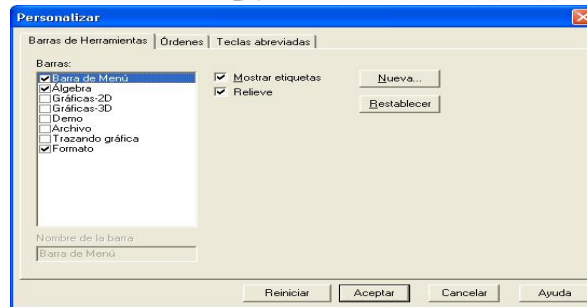 Personalizar
Barras de Herramientas Órdenes Teclas abreviadas
Barras:
Barra de Menú
Álgebra
Gráficas-2D
Gráficas-3D
Demo
Archivo
Trazando gráfica
Formato
Mostrar etiquetas
Relieve
Nueva...
Restablecer
Nombre de la barra
Barra de Menú
Reiniciar Aceptar Cancelar Ayuda